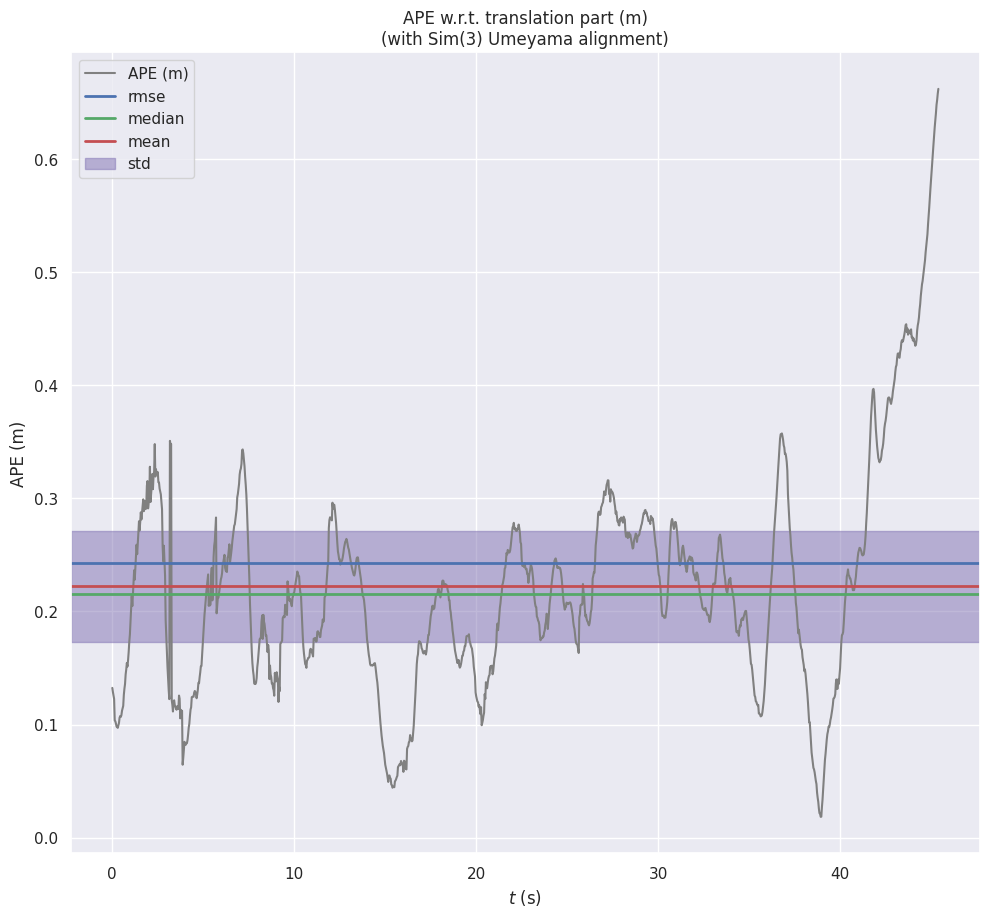 APE w.r.t. translation part (m)
(with Sim(3) Umeyama alignment)
APE (m)
rmse
median
mean
std
APE (m)
0.6
0.5
0.4
0.3
0.2
0.1
0.0
0 10 20 30 40
t (s)